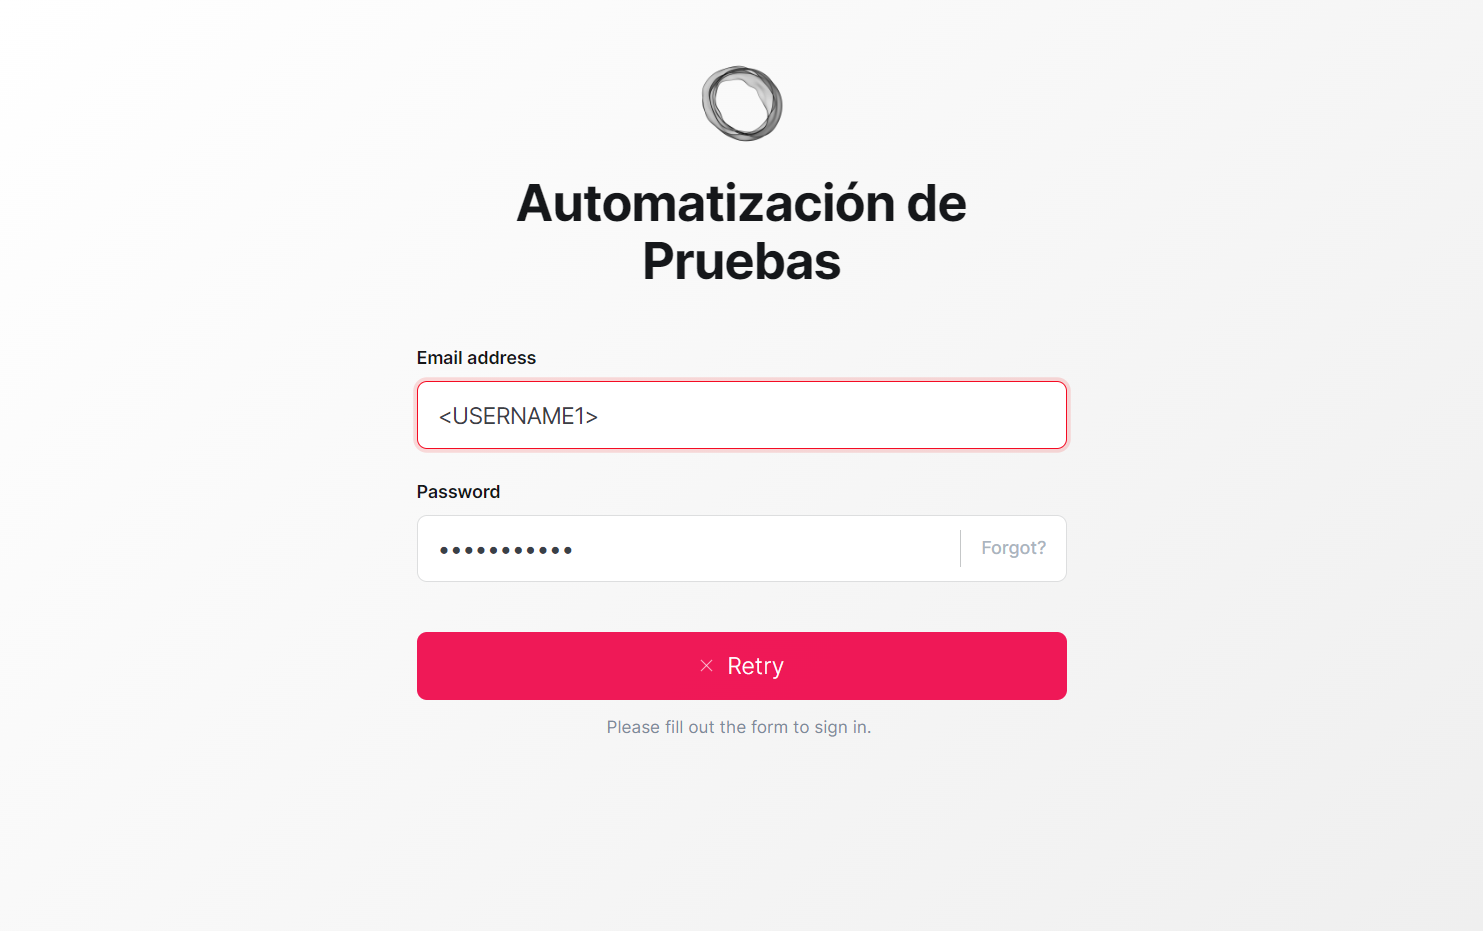 Automatización de
Pruebas
Email address
<USERNAME1>
Password
•••••••••••
Forgot?
× Retry
Please fill out the form to sign in.